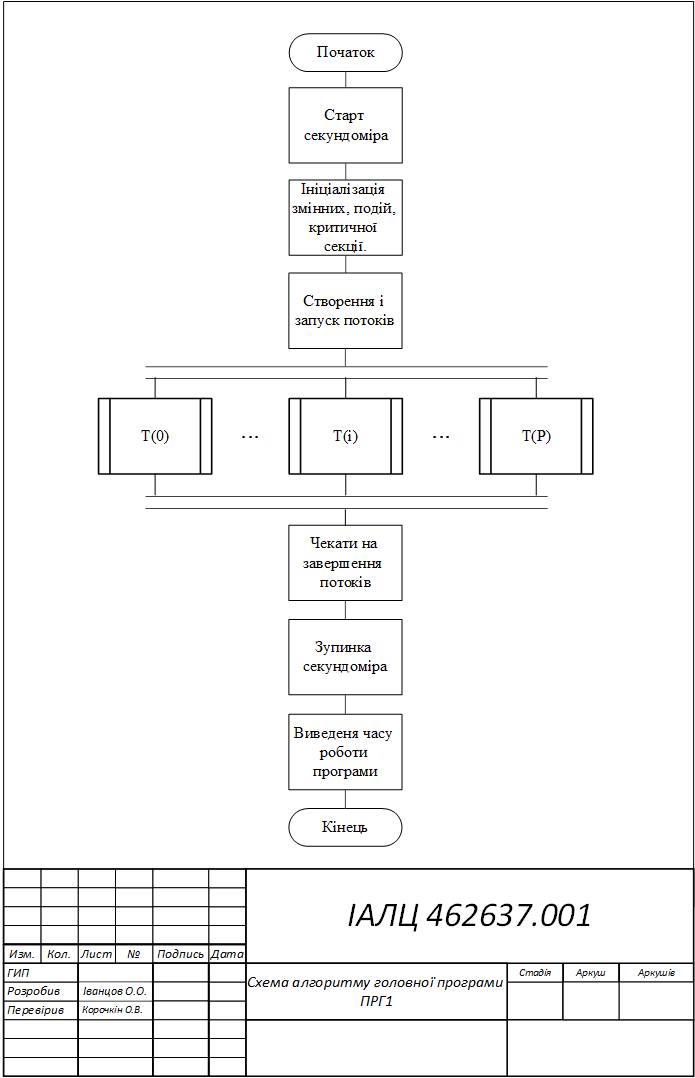 Початок
Старт
секундоміра
Ініціалізація
змінних, подій,
критичної
секції.
Створення і
запуск потоків
T(0) ... T(i) ... T(P)
Чекати на
завершення
потоків
Зупинка
секундоміра
Виведеня часу
роботи
програми
Кінець
ІАЛЦ 462637.001
Изм. Кол. Лист № Подпись Дата
ГИП
Розробив Іванцов О.О.
Перевірив Корочкін О.В.
Схема алгоритму головної програми
ПРГ1
Стадія Аркуш Аркушів